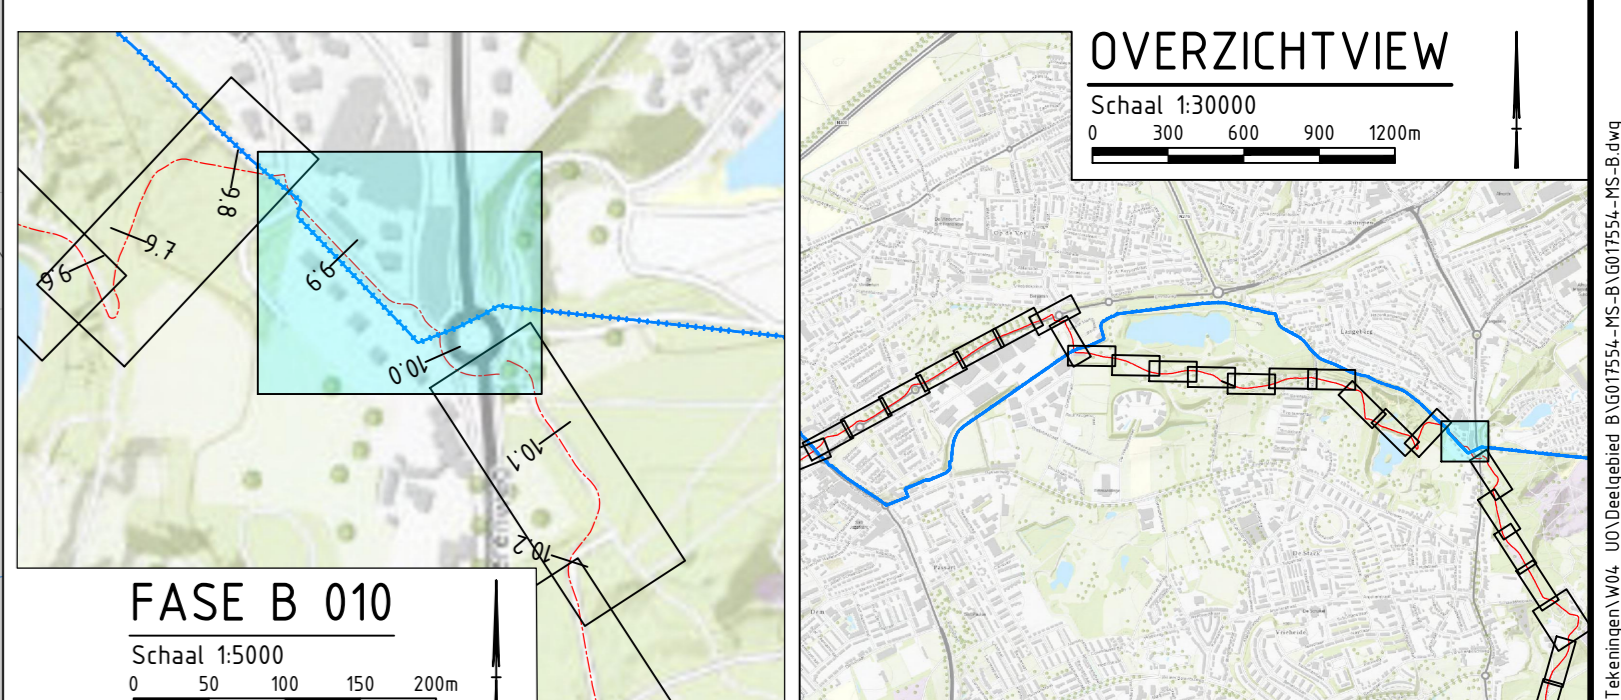 9.8
9.7
9.6
9.9
10.0
10.1
10.2
FASE B 010
Schaal 1:5000
0 50 100 150 200m
OVERZICHTVIEW
Schaal 1:30000
0 300 600 900 1200m
Tekeningen\W04 UO\Deelgebied B\G017554-MS-B\G017554-MS-B.dwg